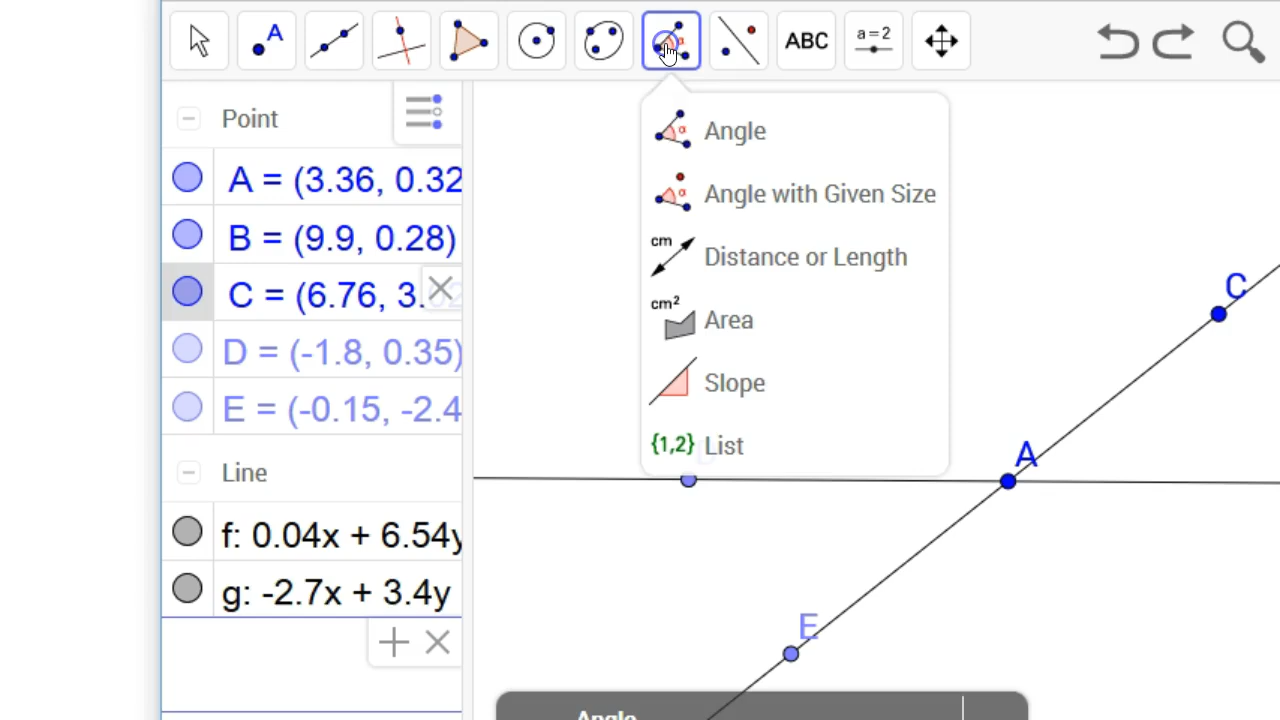 A
ABC
a = 2
Point
A = (3.36, 0.32
B = (9.9, 0.28)
C = (6.76, 3.
D = (-1.8, 0.35)
E = (-0.15, -2.4
Line
f: 0.04x + 6.54y
g: -2.7x + 3.4y
α Angle
α Angle with Given Size
cm Distance or Length
cm² Area
Slope
{1,2} List
C
A
E
Angle